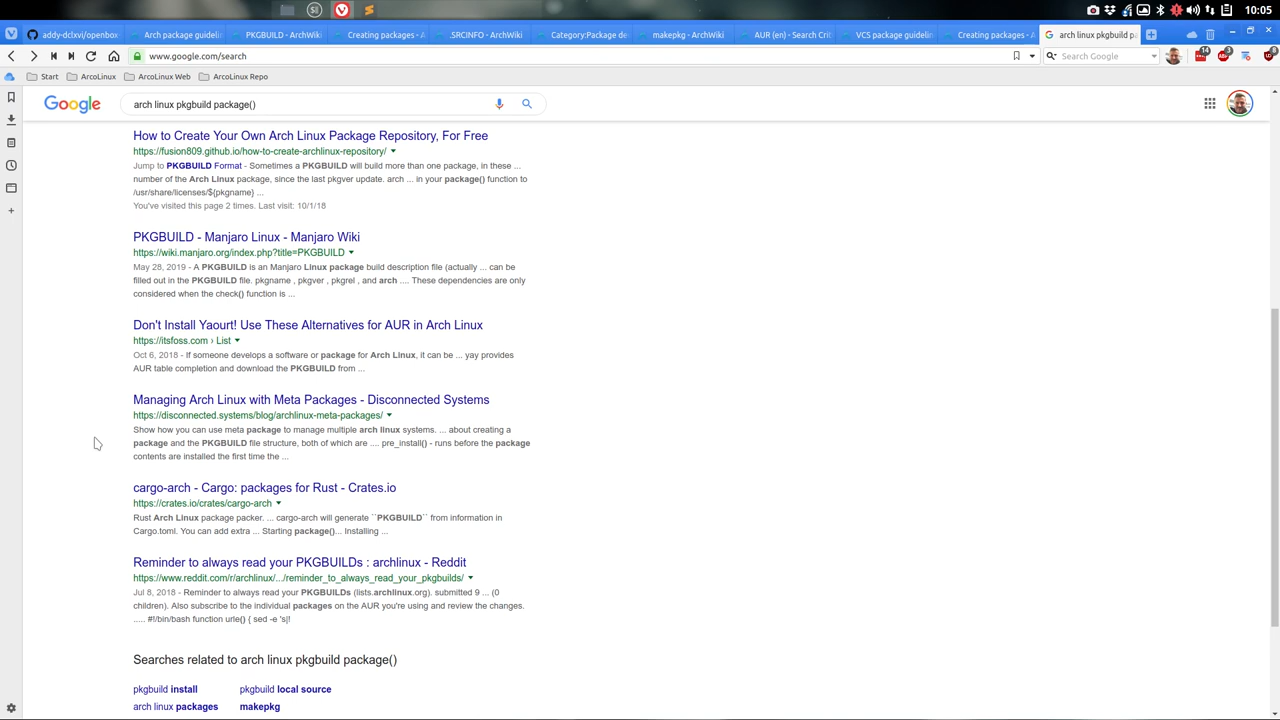 10:05
addy-dclxvi/openbox
Arch package guidelin
PKGBUILD - ArchWiki
Creating packages - A
.SRCINFO - ArchWiki
Category:Package de
makepkg - ArchWiki
AUR (en) - Search Crit
VCS package guideline
Creating packages - A
arch linux pkgbuild pa
www.google.com/search
Search Google
14
3
8
Start
ArcoLinux
ArcoLinux Web
ArcoLinux Repo
Google
arch linux pkgbuild package()
How to Create Your Own Arch Linux Package Repository, For Free
https://fusion809.github.io/how-to-create-archlinux-repository/
Jump to PKGBUILD Format - Sometimes a PKGBUILD will build more than one package, in these ...
number of the Arch Linux package, since the last pkgver update. arch ... in your package() function to
/usr/share/licenses/${pkgname} ...
You've visited this page 2 times. Last visit: 10/1/18
PKGBUILD - Manjaro Linux - Manjaro Wiki
https://wiki.manjaro.org/index.php?title=PKGBUILD
May 28, 2019 - A PKGBUILD is an Manjaro Linux package build description file (actually ... can be
filled out in the PKGBUILD file. pkgname , pkgver , pkgrel , and arch .... These dependencies are only
considered when the check() function is ...
Don't Install Yaourt! Use These Alternatives for AUR in Arch Linux
https://itsfoss.com › List
Oct 6, 2018 - If someone develops a software or package for Arch Linux, it can be ... yay provides
AUR table completion and download the PKGBUILD from ...
Managing Arch Linux with Meta Packages - Disconnected Systems
https://disconnected.systems/blog/archlinux-meta-packages/
Show how you can use meta package to manage multiple arch linux systems. ... about creating a
package and the PKGBUILD file structure, both of which are .... pre_install() - runs before the package
contents are installed the first time the ...
cargo-arch - Cargo: packages for Rust - Crates.io
https://crates.io/crates/cargo-arch
Rust Arch Linux package packer. ... cargo-arch will generate ``PKGBUILD`` from information in
Cargo.toml. You can add extra ... Starting package()... Installing ...
Reminder to always read your PKGBUILDs : archlinux - Reddit
https://www.reddit.com/r/archlinux/.../reminder_to_always_read_your_pkgbuilds/
Jul 8, 2018 - Reminder to always read your PKGBUILDs (lists.archlinux.org). submitted 9 ... (0
children). Also subscribe to the individual packages on the AUR you're using and review the changes.
..... #!/bin/bash function urle() { sed -e 's|!
Searches related to arch linux pkgbuild package()
pkgbuild install
pkgbuild local source
arch linux packages
makepkg